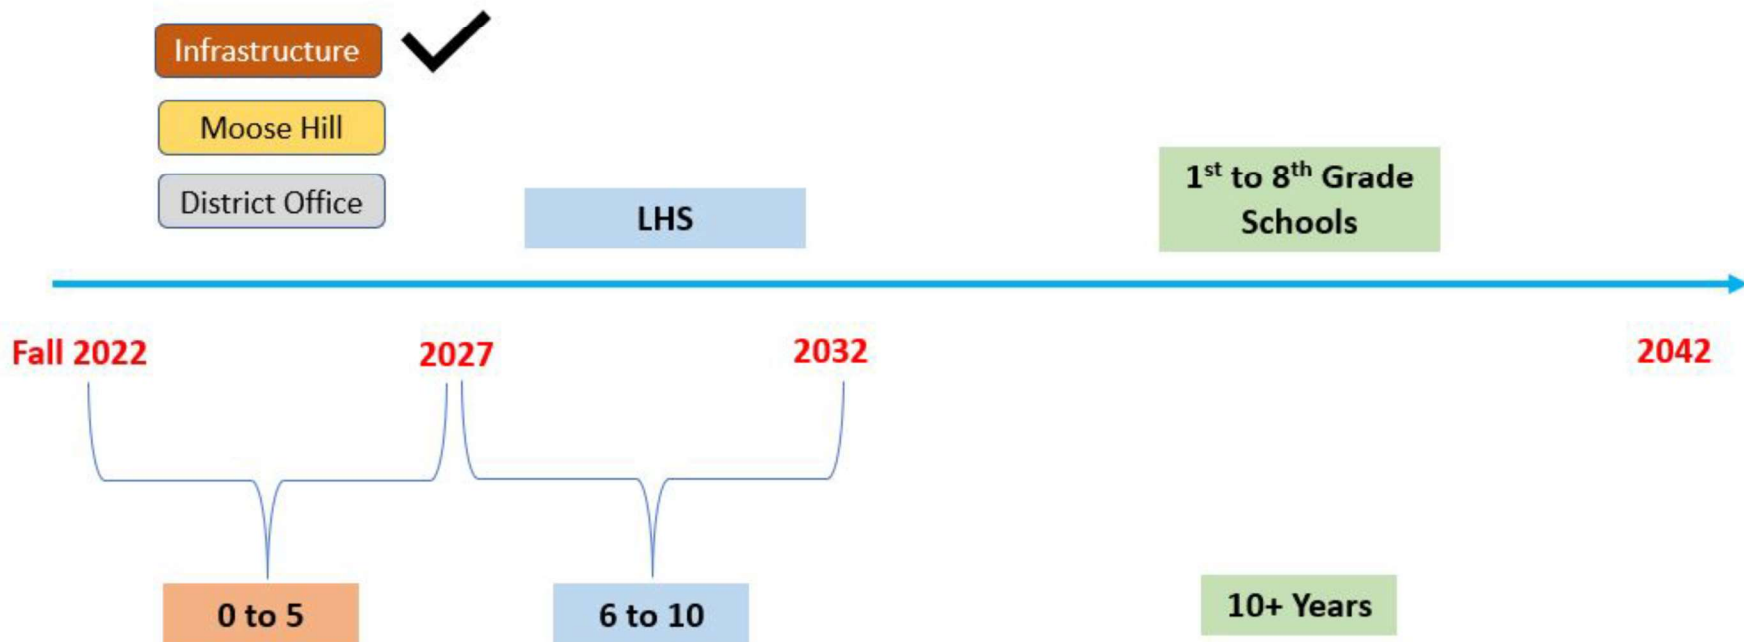 Infrastructure
Moose Hill
District Office
LHS
1st to 8th Grade
Schools
Fall 2022
2027
2032
2042
0 to 5
6 to 10
10+ Years